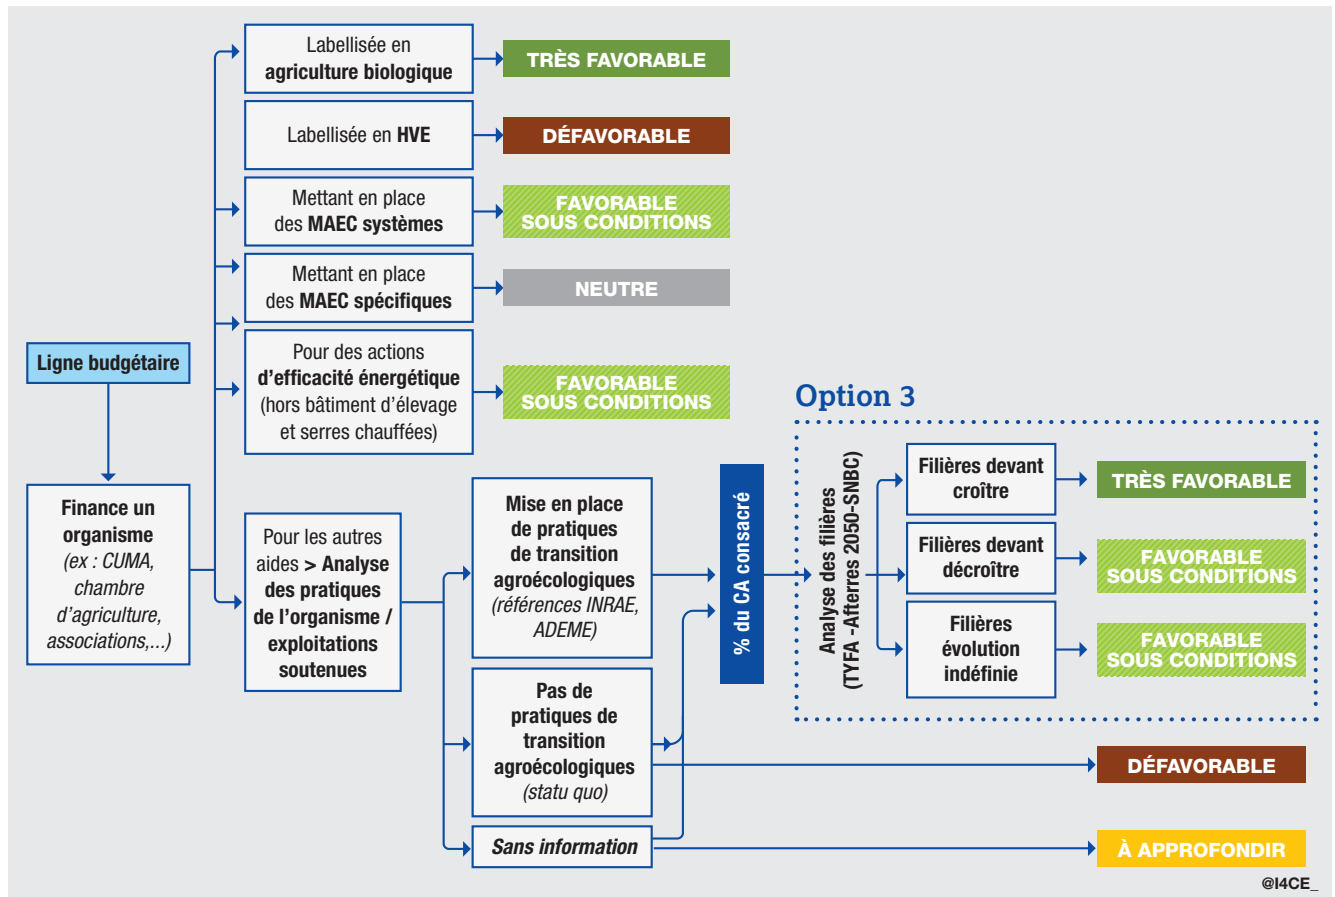 Labellisée en
agriculture biologique
TRÈS FAVORABLE
Labellisée en HVE
DÉFAVORABLE
Mettant en place
des MAEC systèmes
FAVORABLE
SOUS CONDITIONS
Mettant en place
des MAEC spécifiques
NEUTRE
Ligne budgétaire
Pour des actions
d’efficacité énergétique
(hors bâtiment d’élevage
et serres chauffées)
FAVORABLE
SOUS CONDITIONS
Finance un
organisme
(ex : CUMA,
chambre
d’agriculture,
associations,...)
Pour les autres
aides > Analyse
des pratiques
de l’organisme /
exploitations
soutenues
Mise en place
de pratiques
de transition
agroécologiques
(références INRAE,
ADEME)
Pas de
pratiques de
transition
agroécologiques
(statu quo)
Sans information
% du CA consacré
Option 3
Analyse des filières
(TYFA -Afterres 2050-SNBC)
Filières devant
croître
TRÈS FAVORABLE
Filières devant
décroître
FAVORABLE
SOUS CONDITIONS
Filières
évolution
indéfinie
FAVORABLE
SOUS CONDITIONS
DÉFAVORABLE
À APPROFONDIR
@I4CE_